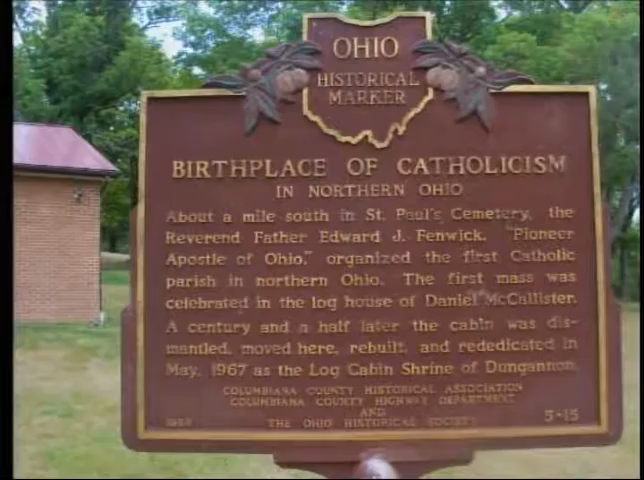 OHIO
HISTORICAL
MARKER
BIRTHPLACE OF CATHOLICISM
IN NORTHERN OHIO
About a mile south in St. Paul's Cemetery, the
Reverend Father Edward J. Fenwick, "Pioneer
Apostle of Ohio," organized the first Catholic
parish in northern Ohio. The first mass was
celebrated in the log house of Daniel McCallister.
A century and a half later the cabin was dis-
mantled, moved here, rebuilt, and rededicated in
May, 1967 as the Log Cabin Shrine of Dungannon.
COLUMBIANA COUNTY HISTORICAL ASSOCIATION
COLUMBIANA COUNTY HIGHWAY DEPARTMENT
AND
THE OHIO HISTORICAL SOCIETY
5-15